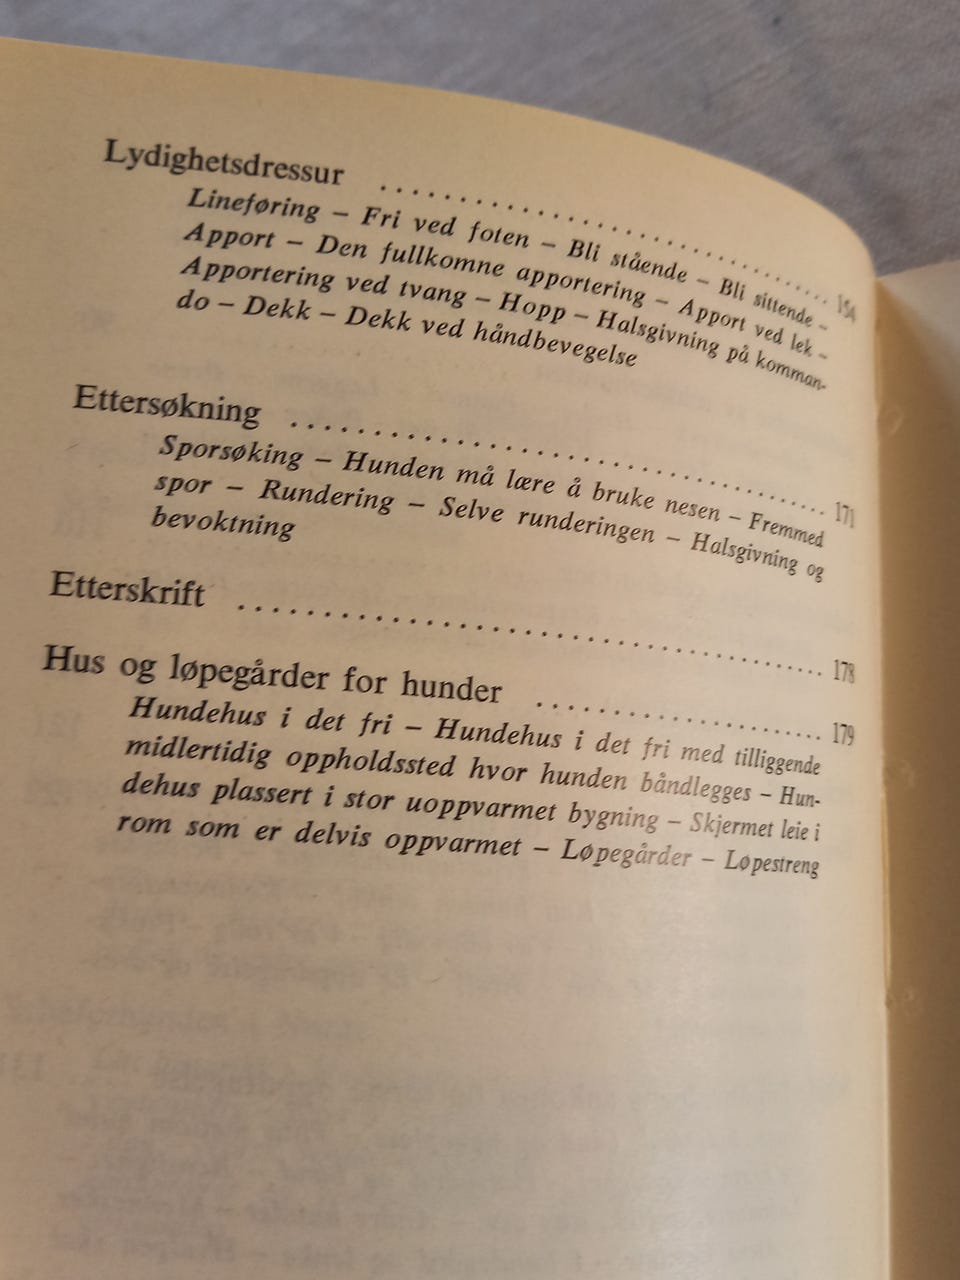 Lydighetsdressur ........................... 154
Lineføring – Fri ved foten – Bli stående – Bli sittende –
Apport – Den fullkomne apportering – Apport ved lek –
Apportering ved tvang – Hopp – Halsgivning på komman-
do – Dekk – Dekk ved håndbevegelse
Ettersøkning ................................ 171
Sporsøking – Hunden må lære å bruke nesen – Fremmed
spor – Rundering – Selve runderingen – Halsgivning og
bevoktning
Etterskrift .................................. 178
Hus og løpegårder for hunder ................. 179
Hundehus i det fri – Hundehus i det fri med tilliggende
midlertidig oppholdssted hvor hunden båndlegges – Hun-
dehus plassert i stor uoppvarmet bygning – Skjermet leie i
rom som er delvis oppvarmet – Løpegårder – Løpestreng